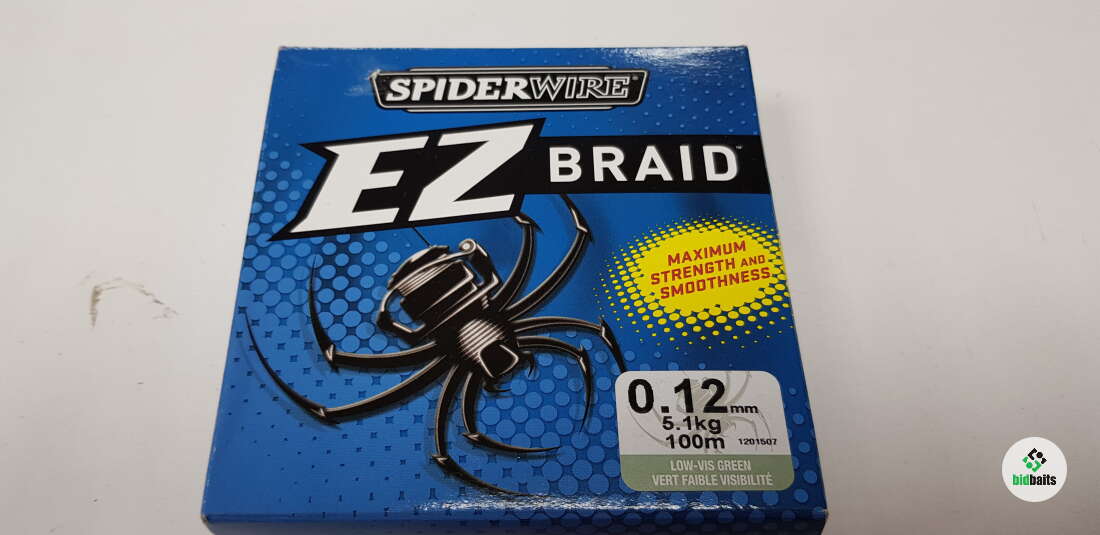 SPIDERWIRE®
EZ BRAID™
MAXIMUM
STRENGTH AND
SMOOTHNESS
0.12mm
5.1kg
100m 1201507
LOW-VIS GREEN
VERT FAIBLE VISIBILITÉ
bidbaits